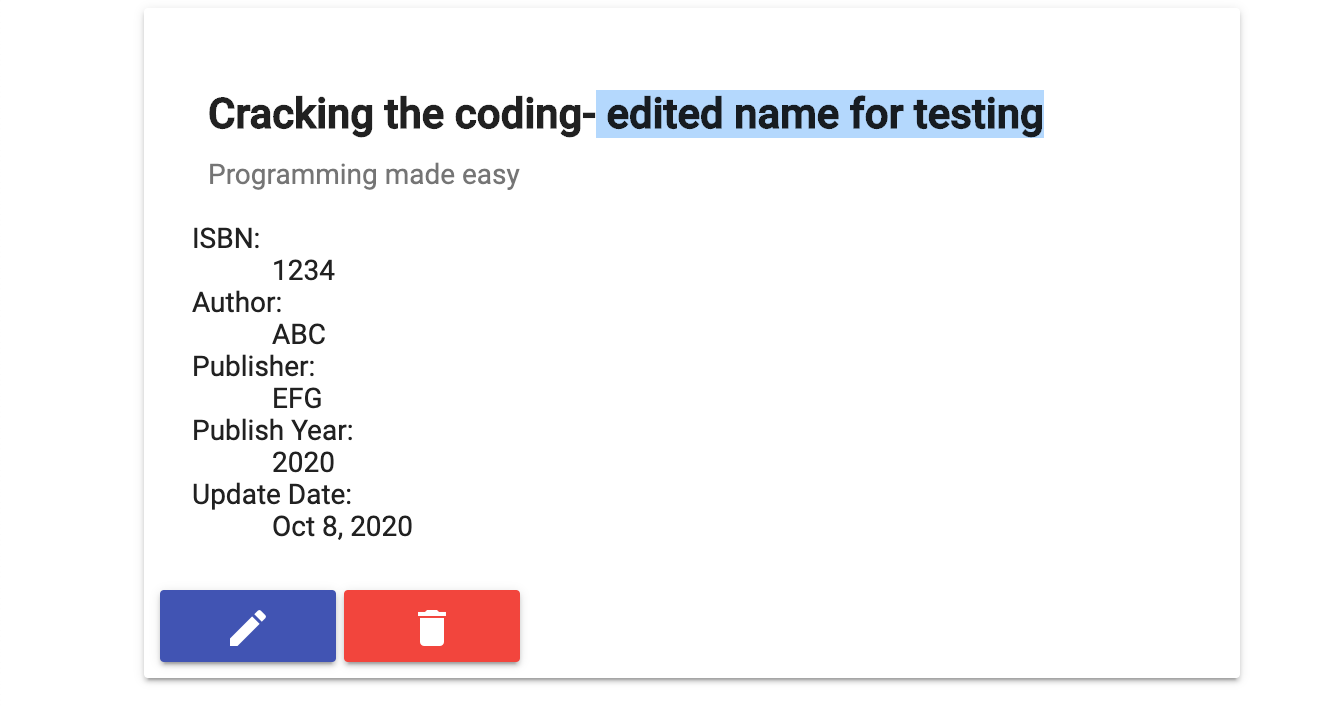 Cracking the coding- edited name for testing
Programming made easy
ISBN:
1234
Author:
ABC
Publisher:
EFG
Publish Year:
2020
Update Date:
Oct 8, 2020